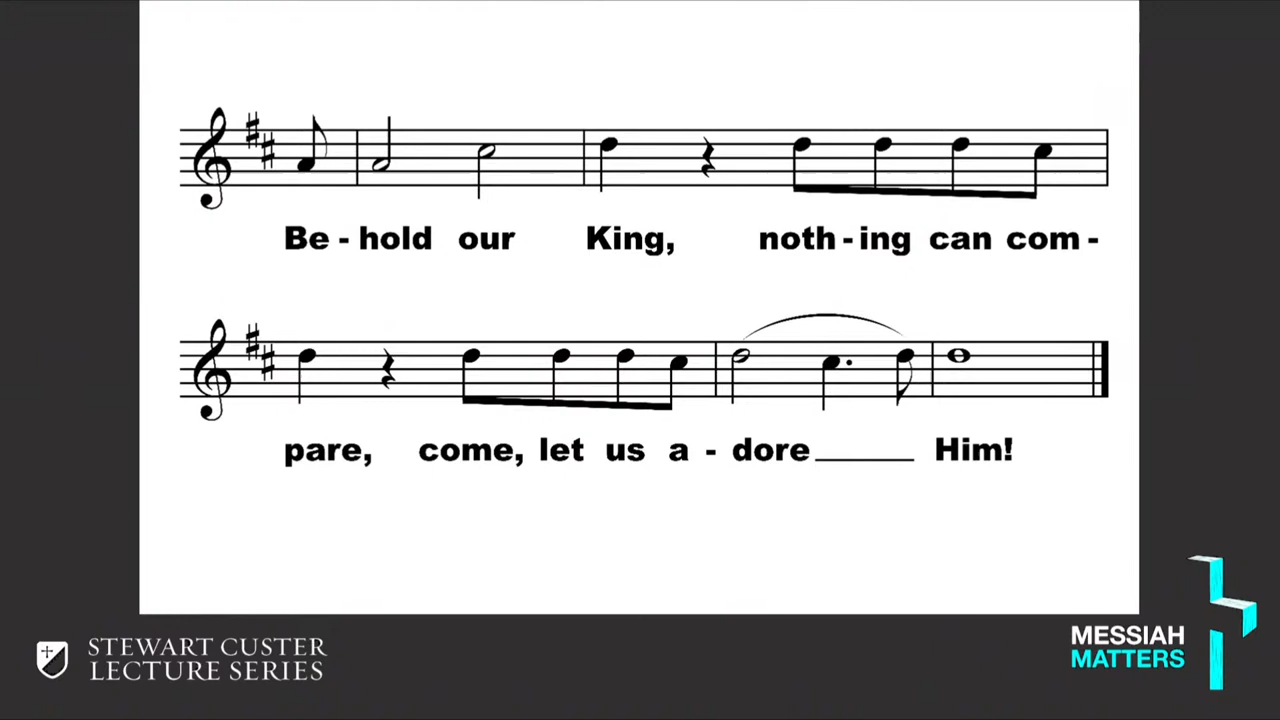 Be - hold our King, noth - ing can com -
pare, come, let us a - dore_____ Him!
STEWART CUSTER
LECTURE SERIES
MESSIAH
MATTERS